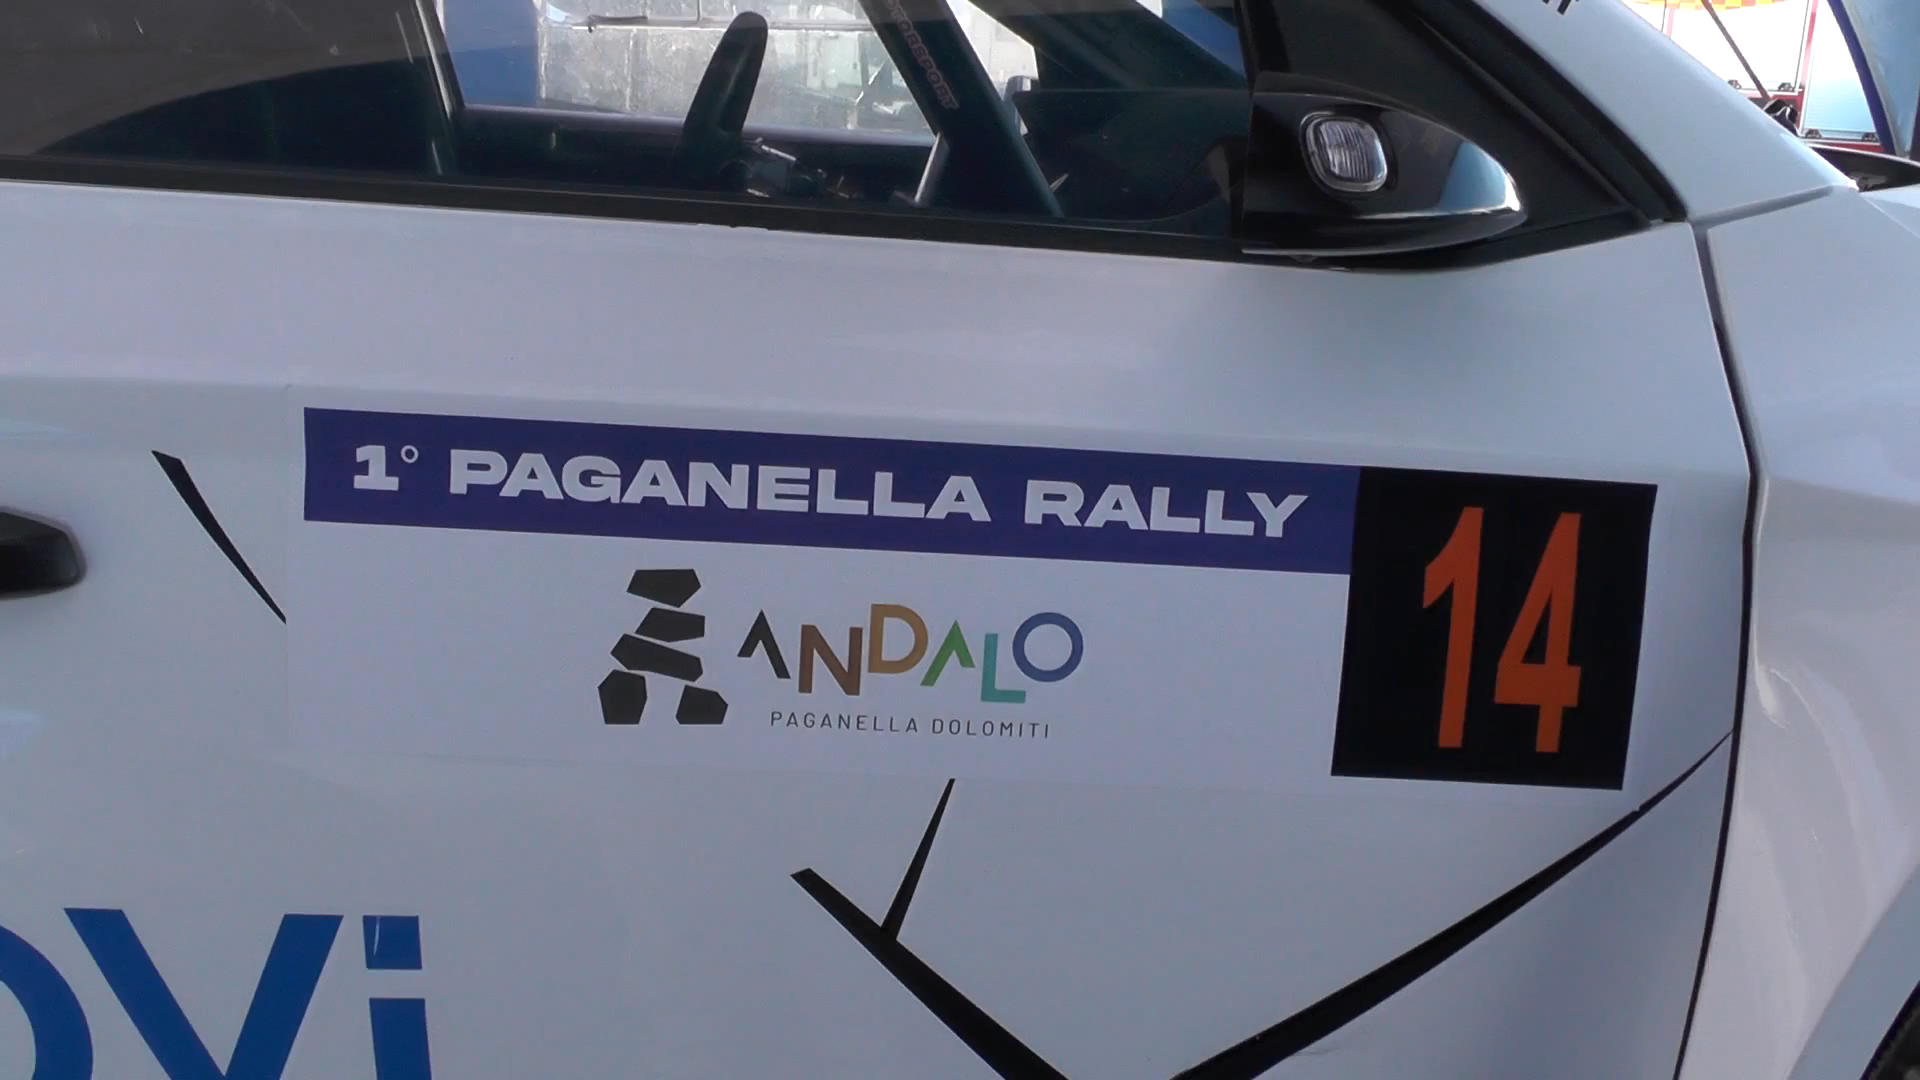 1° PAGANELLA RALLY
14
ANDALO
PAGANELLA DOLOMITI